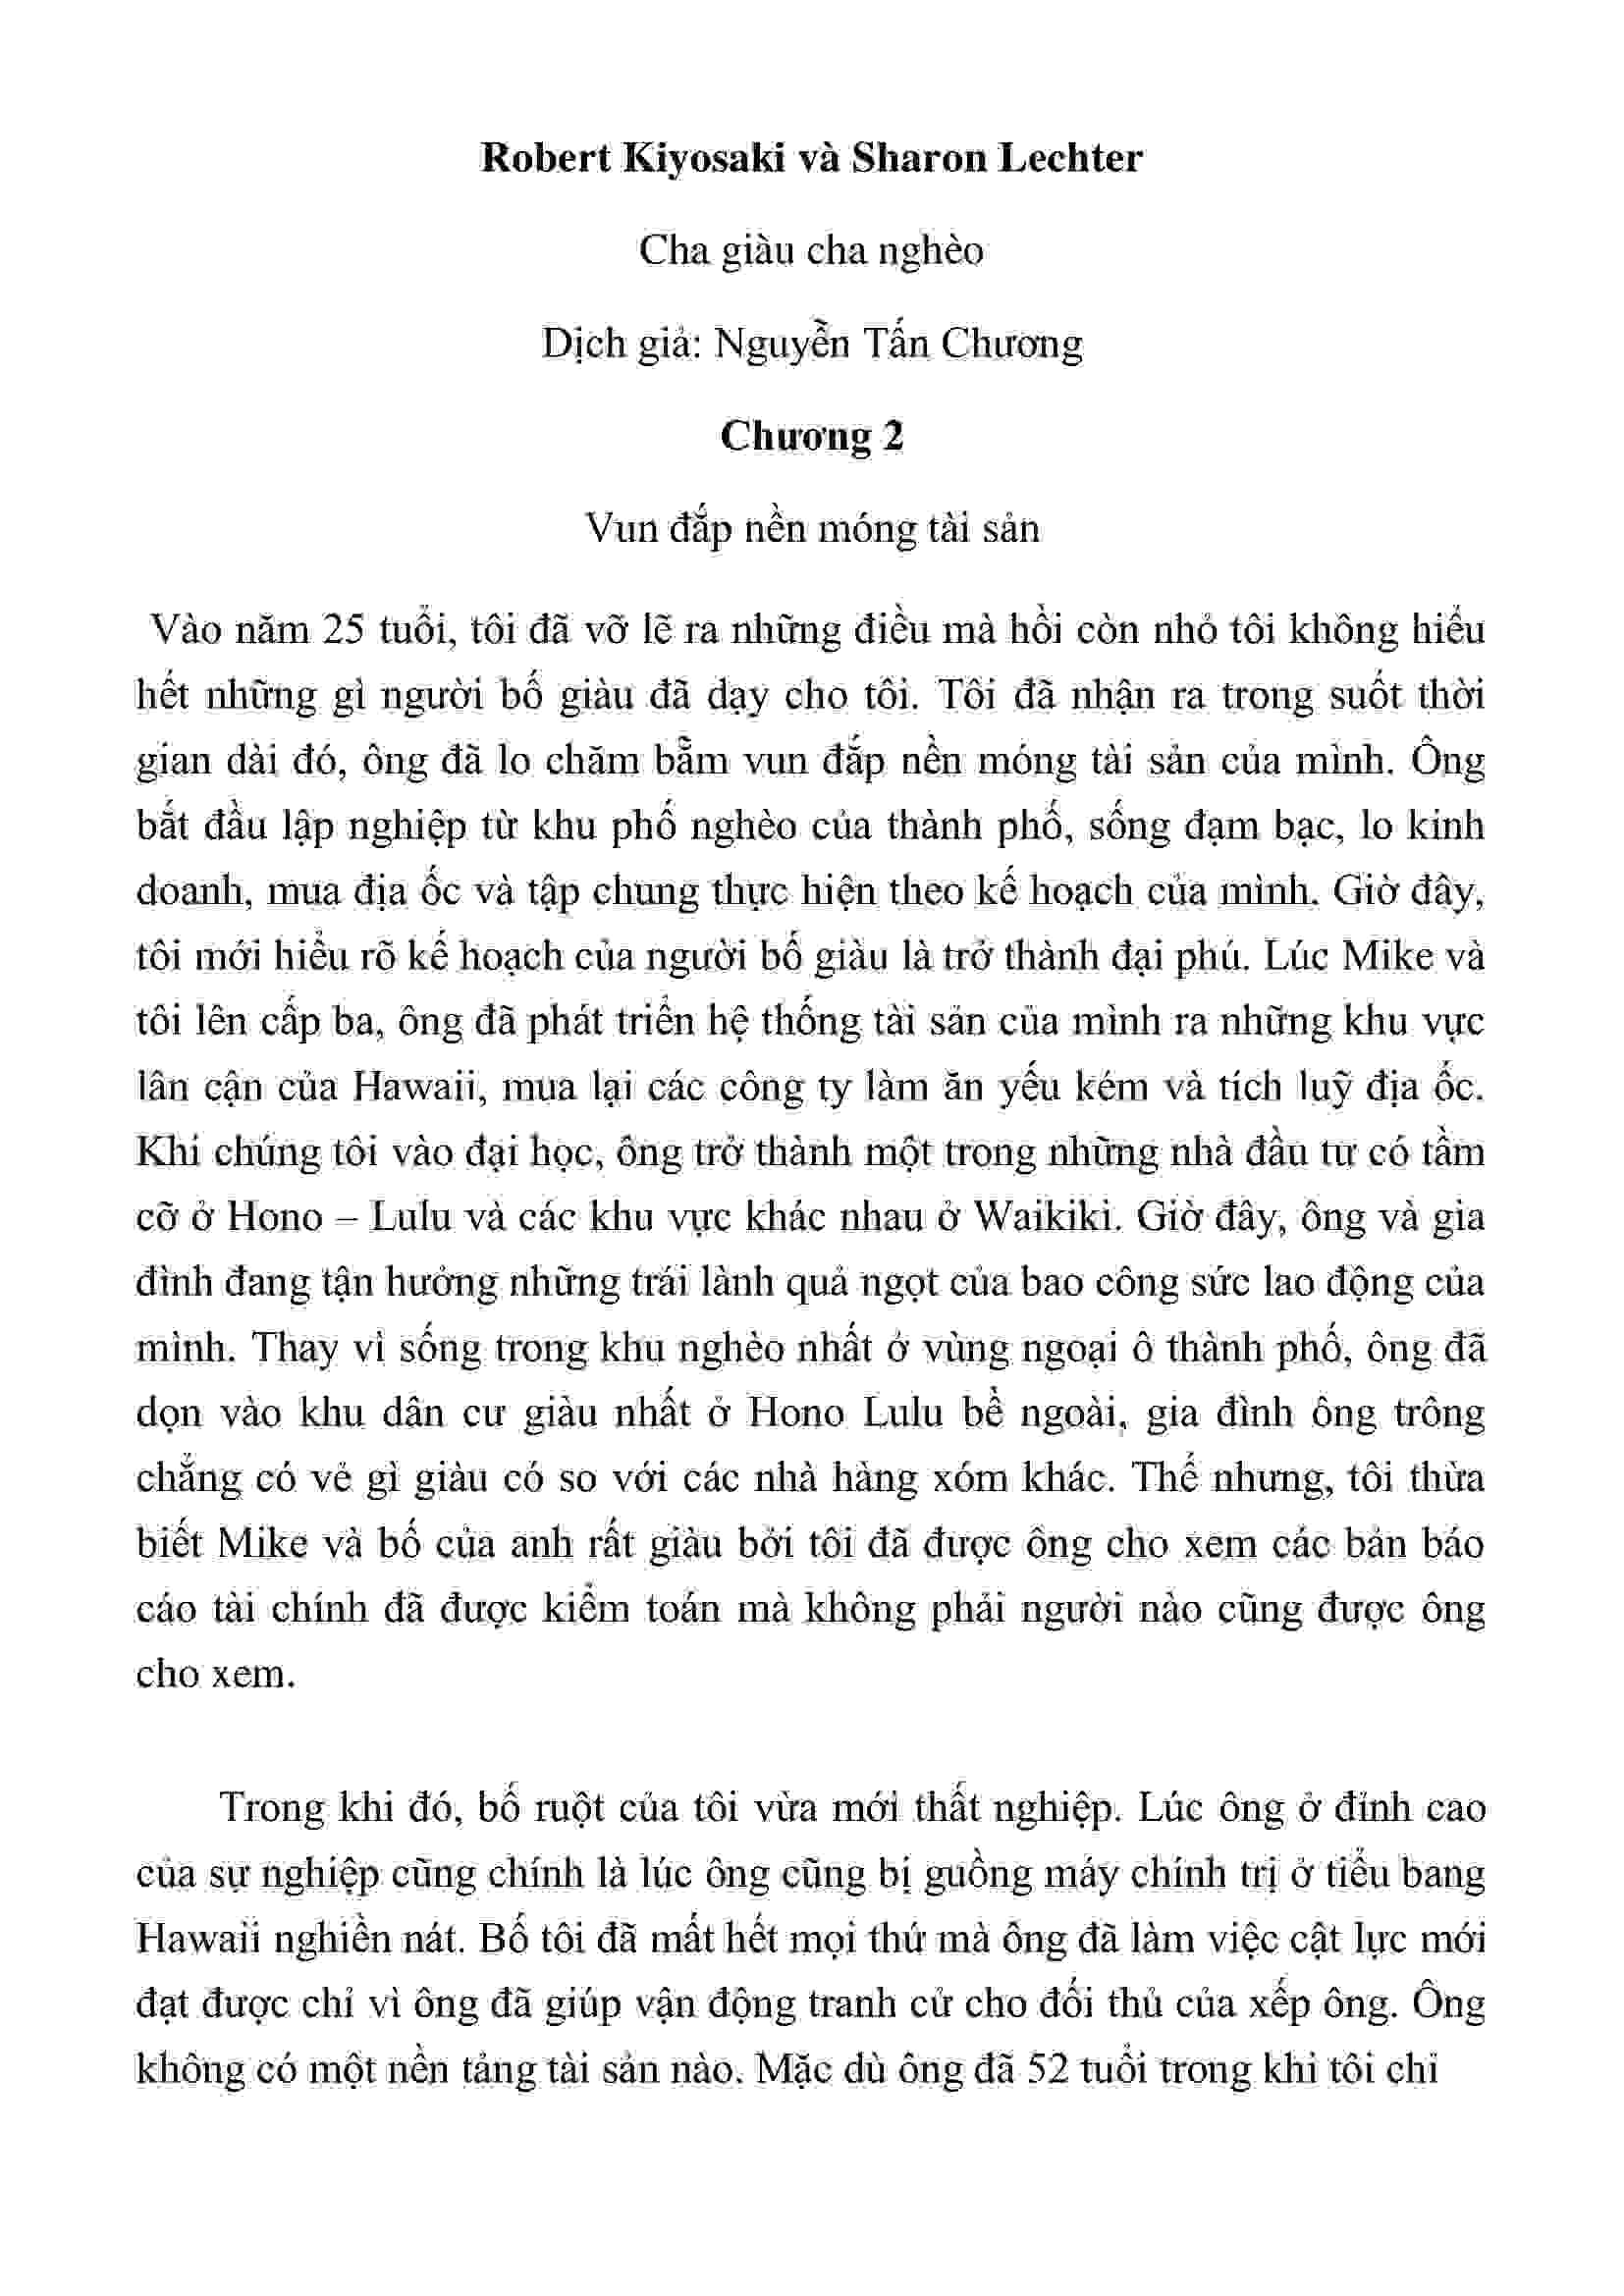 Robert Kiyosaki và Sharon Lechter
Cha giàu cha nghèo
Dịch giả: Nguyễn Tấn Chương
Chương 2
Vun đắp nền móng tài sản
Vào năm 25 tuổi, tôi đã vỡ lẽ ra những điều mà hồi còn nhỏ tôi không hiểu
hết những gì người bố giàu đã dạy cho tôi. Tôi đã nhận ra trong suốt thời
gian dài đó, ông đã lo chăm bẵm vun đắp nền móng tài sản của mình. Ông
bắt đầu lập nghiệp từ khu phố nghèo của thành phố, sống đạm bạc, lo kinh
doanh, mua địa ốc và tập chung thực hiện theo kế hoạch của mình. Giờ đây,
tôi mới hiểu rõ kế hoạch của người bố giàu là trở thành đại phú. Lúc Mike và
tôi lên cấp ba, ông đã phát triển hệ thống tài sản của mình ra những khu vực
lân cận của Hawaii, mua lại các công ty làm ăn yếu kém và tích luỹ địa ốc.
Khi chúng tôi vào đại học, ông trở thành một trong những nhà đầu tư có tầm
cỡ ở Hono – Lulu và các khu vực khác nhau ở Waikiki. Giờ đây, ông và gia
đình đang tận hưởng những trái lành quả ngọt của bao công sức lao động của
mình. Thay vì sống trong khu nghèo nhất ở vùng ngoại ô thành phố, ông đã
dọn vào khu dân cư giàu nhất ở Hono Lulu bề ngoài, gia đình ông trông
chẳng có vẻ gì giàu có so với các nhà hàng xóm khác. Thế nhưng, tôi thừa
biết Mike và bố của anh rất giàu bởi tôi đã được ông cho xem các bản báo
cáo tài chính đã được kiểm toán mà không phải người nào cũng được ông
cho xem.
Trong khi đó, bố ruột của tôi vừa mới thất nghiệp. Lúc ông ở đỉnh cao
của sự nghiệp cũng chính là lúc ông cũng bị guồng máy chính trị ở tiểu bang
Hawaii nghiền nát. Bố tôi đã mất hết mọi thứ mà ông đã làm việc cật lực mới
đạt được chỉ vì ông đã giúp vận động tranh cử cho đối thủ của xếp ông. Ông
không có một nền tảng tài sản nào. Mặc dù ông đã 52 tuổi trong khi tôi chỉ